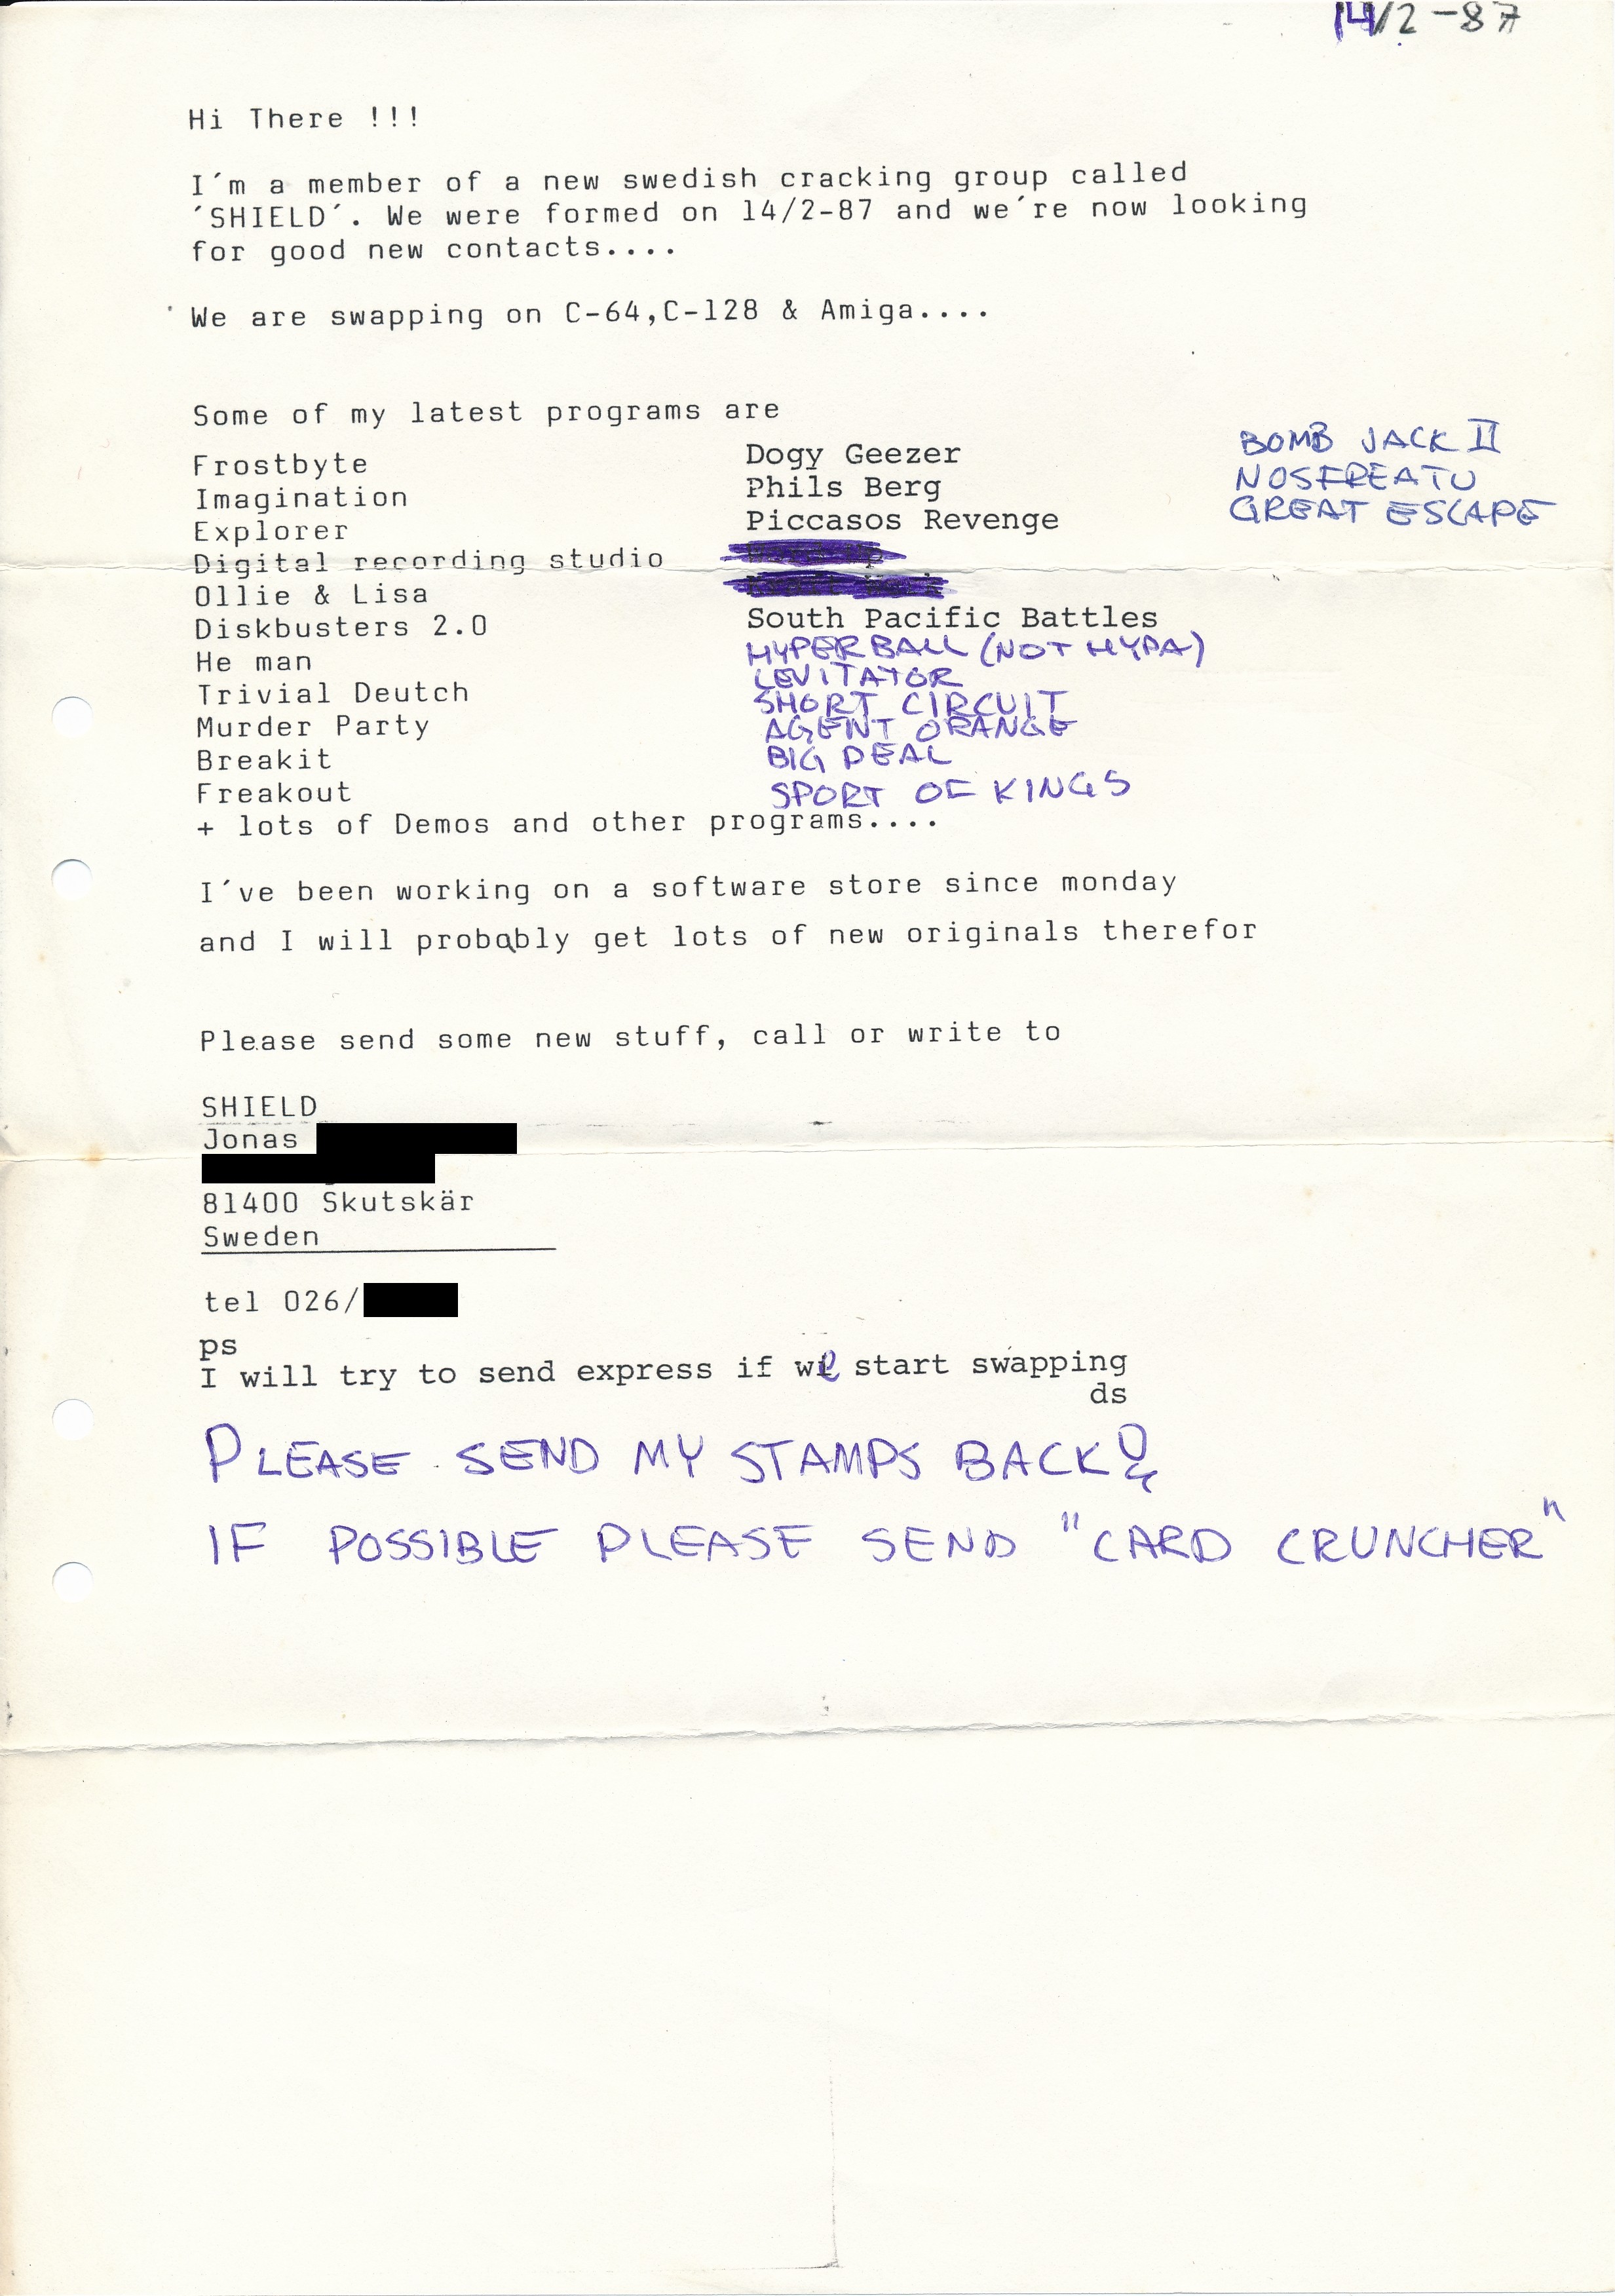 14/2-87
Hi There !!!
I´m a member of a new swedish cracking group called
´SHIELD´. We were formed on 14/2-87 and we´re now looking
for good new contacts....
We are swapping on C-64,C-128 & Amiga....
Some of my latest programs are
Frostbyte
Imagination
Explorer
Digital recording studio
Ollie & Lisa
Diskbusters 2.0
He man
Trivial Deutch
Murder Party
Breakit
Freakout
+ lots of Demos and other programs....
Dogy Geezer
Phils Berg
Piccasos Revenge
South Pacific Battles
HYPERBALL (NOT HYPA)
LEVITATOR
SHORT CIRCUIT
AGENT ORANGE
BIG DEAL
SPORT OF KINGS
BOMB JACK II
NOSFREATU
GREAT ESCAPE
I´ve been working on a software store since monday
and I will probably get lots of new originals therefor
Please send some new stuff, call or write to
SHIELD
Jonas
81400 Skutskär
Sweden
tel 026/
ps
I will try to send express if we start swapping
ds
PLEASE SEND MY STAMPS BACK!
IF POSSIBLE PLEASE SEND "CARD CRUNCHER"